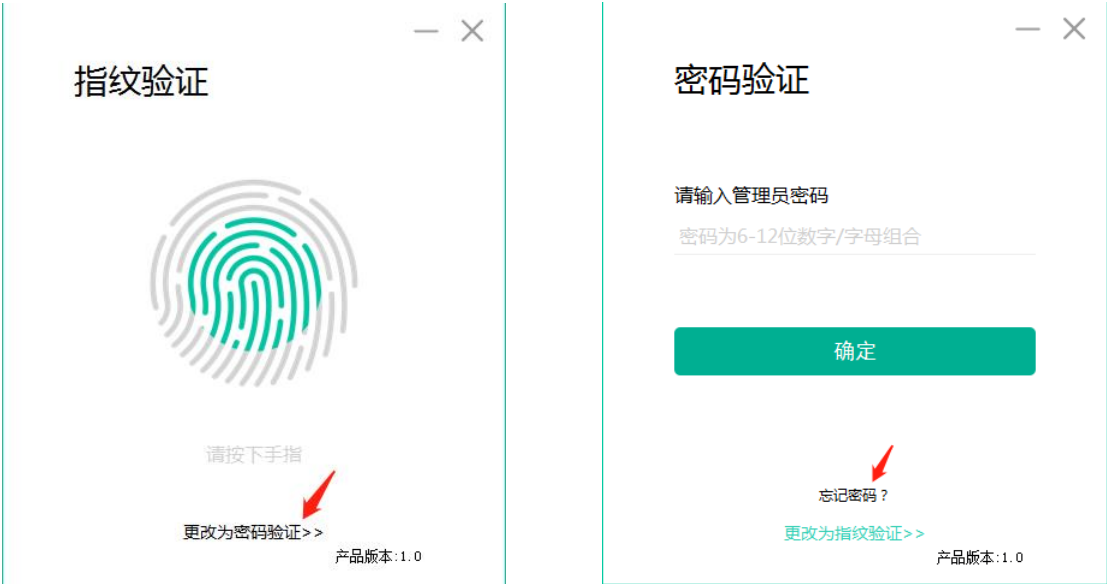 指纹验证
请按下手指
更改为密码验证>>
产品版本:1.0
密码验证
请输入管理员密码
密码为6-12位数字/字母组合
确定
忘记密码？
更改为指纹验证>>
产品版本:1.0